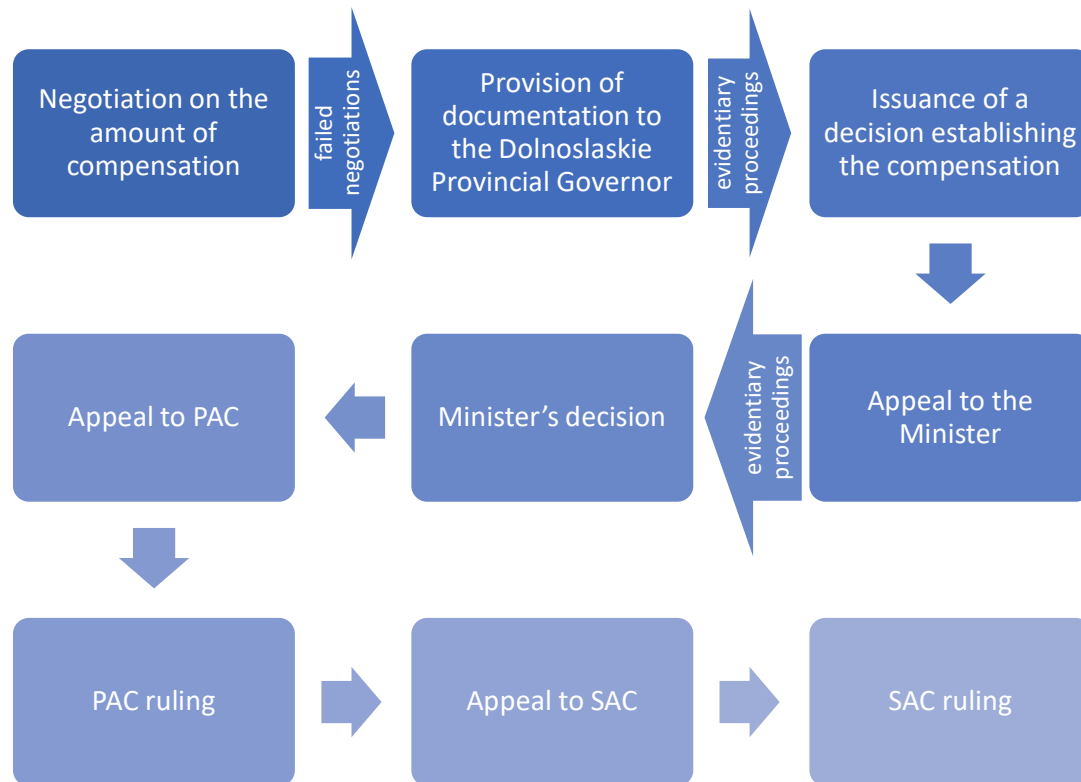 Negotiation on the
amount of
compensation
failed
negotiations
Provision of
documentation to
the Dolnoslaskie
Provincial Governor
evidentiary
proceedings
Issuance of a
decision establishing
the compensation
Appeal to the
Minister
evidentiary
proceedings
Minister’s decision
Appeal to PAC
PAC ruling
Appeal to SAC
SAC ruling